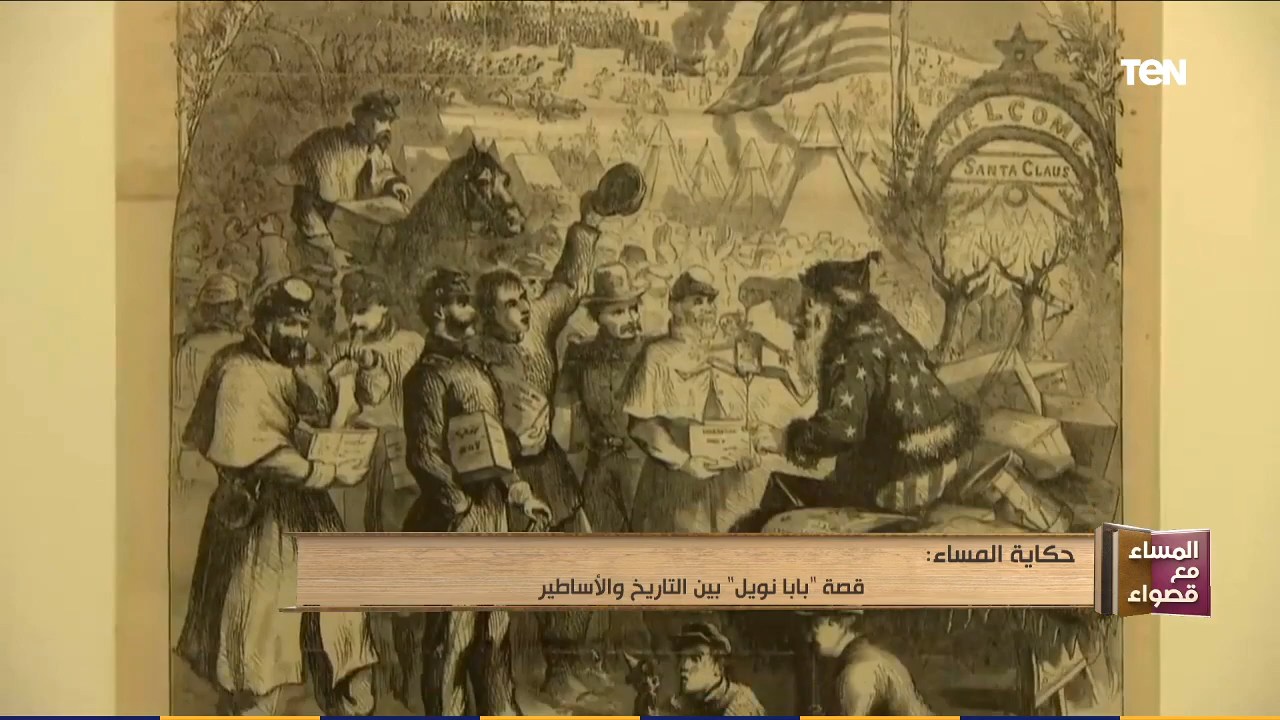 TEN
WELCOME
SANTA CLAUS
حكاية المساء:
قصة "بابا نويل" بين التاريخ والأساطير
المساء
مع
قصواء